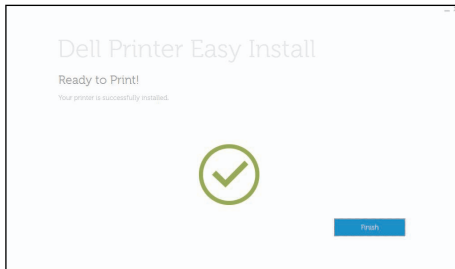 Dell Printer Easy Install
Ready to Print!
Your printer is successfully installed.
Finish